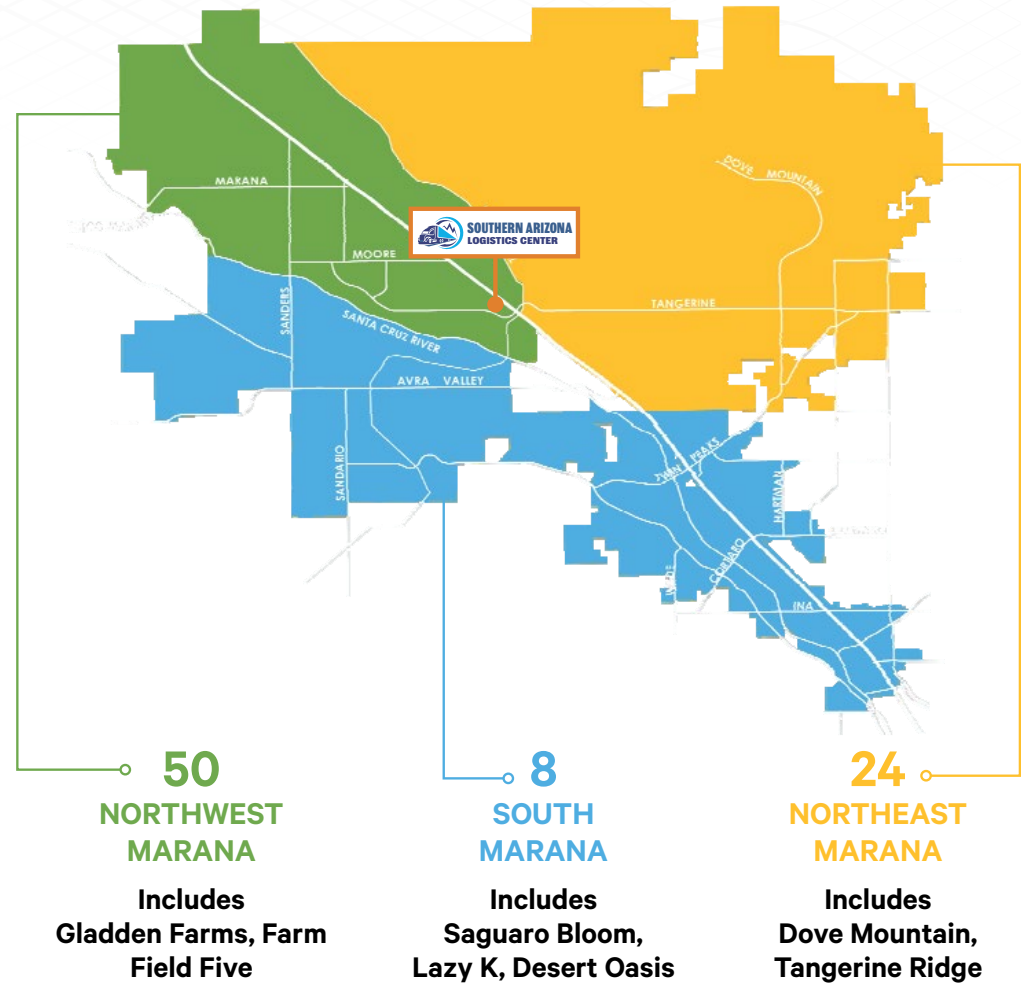 DOVE MOUNTAIN
MARANA
SOUTHERN ARIZONA
LOGISTICS CENTER
MOORE
SANDERS
TANGERINE
SANTA CRUZ RIVER
AVRA VALLEY
SANDARIO
TWIN PEAKS
HARTMAN
CORTARO
INA
50
NORTHWEST
MARANA
Includes
Gladden Farms, Farm
Field Five
8
SOUTH
MARANA
Includes
Saguaro Bloom,
Lazy K, Desert Oasis
24
NORTHEAST
MARANA
Includes
Dove Mountain,
Tangerine Ridge